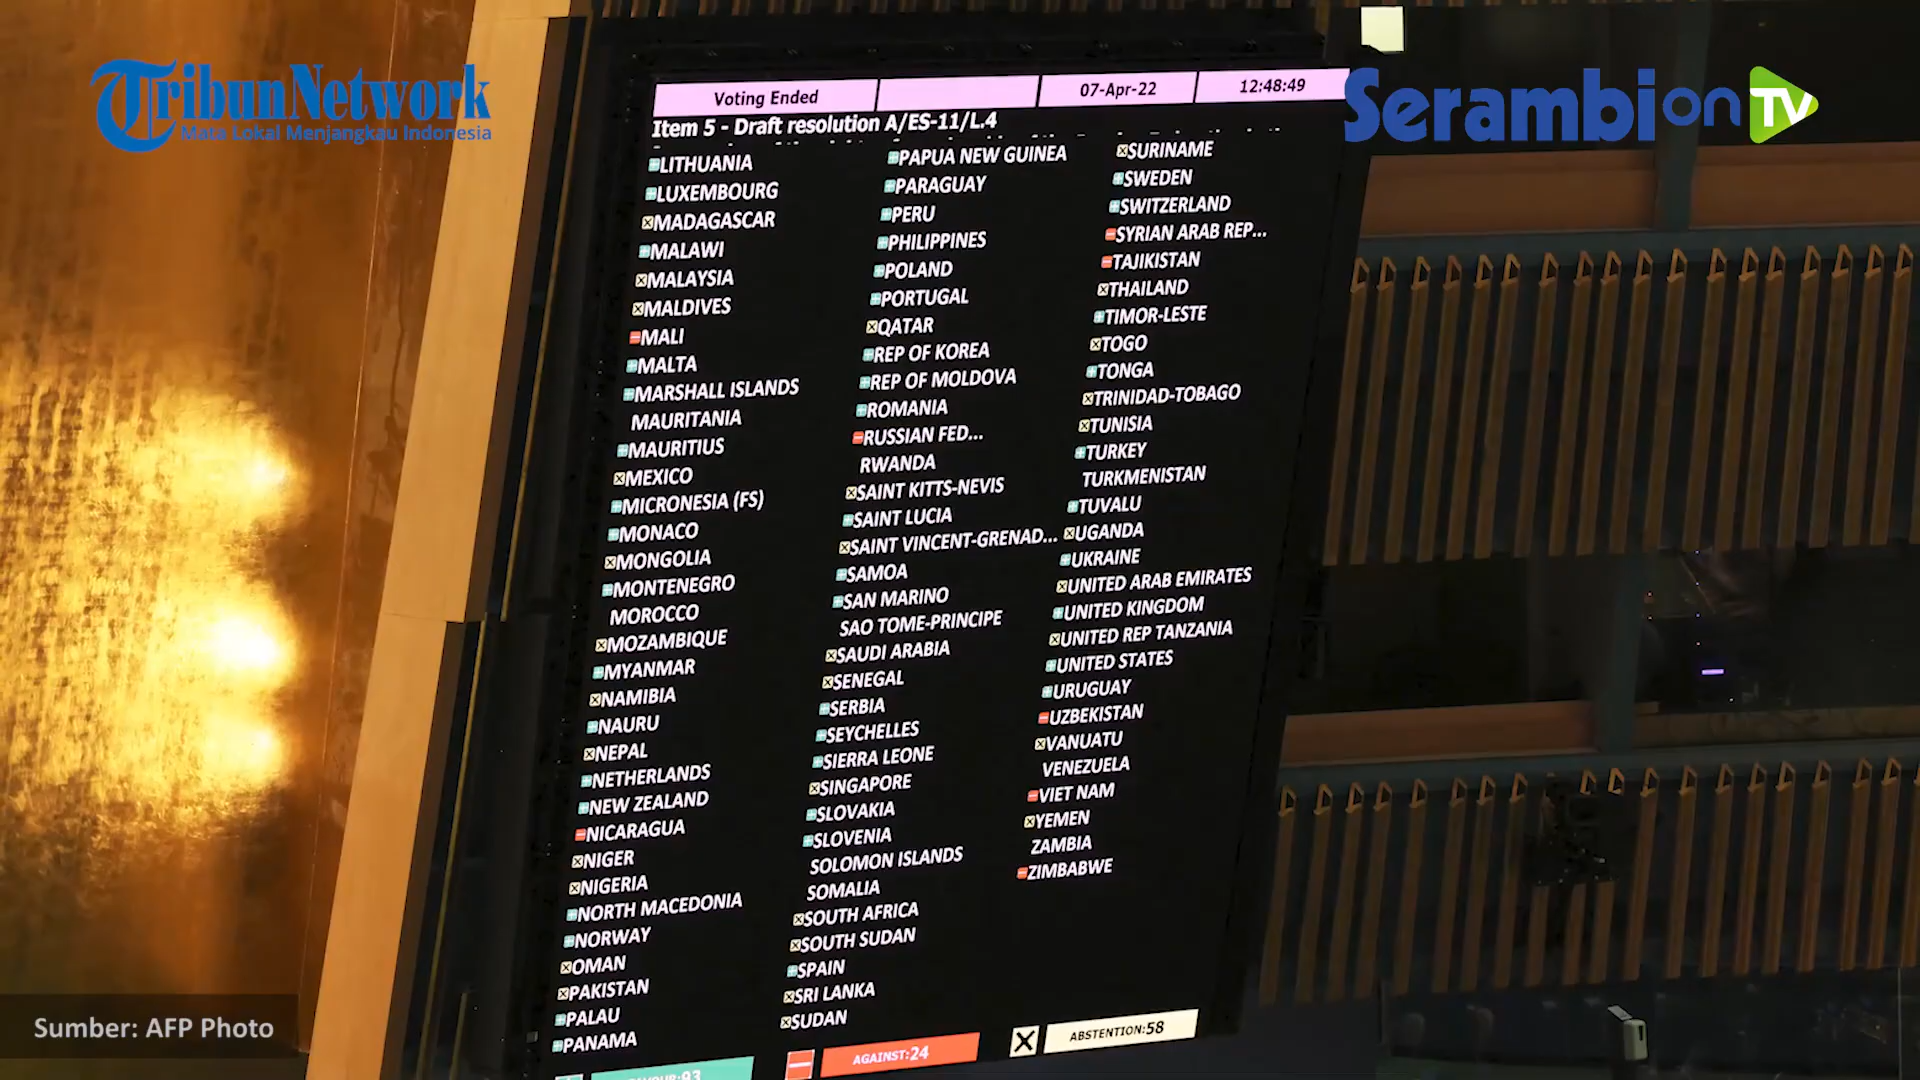 TribunNetwork
Mata Lokal Menjangkau Indonesia
Serambi on TV
Voting Ended
07-Apr-22
12:48:49
Item 5 - Draft resolution A/ES-11/L.4
LITHUANIA
LUXEMBOURG
MADAGASCAR
MALAWI
MALAYSIA
MALDIVES
MALI
MALTA
MARSHALL ISLANDS
MAURITANIA
MAURITIUS
MEXICO
MICRONESIA (FS)
MONACO
MONGOLIA
MONTENEGRO
MOROCCO
MOZAMBIQUE
MYANMAR
NAMIBIA
NAURU
NEPAL
NETHERLANDS
NEW ZEALAND
NICARAGUA
NIGER
NIGERIA
NORTH MACEDONIA
NORWAY
OMAN
PAKISTAN
PALAU
PANAMA
PAPUA NEW GUINEA
PARAGUAY
PERU
PHILIPPINES
POLAND
PORTUGAL
QATAR
REP OF KOREA
REP OF MOLDOVA
ROMANIA
RUSSIAN FED...
RWANDA
SAINT KITTS-NEVIS
SAINT LUCIA
SAINT VINCENT-GRENAD...
SAMOA
SAN MARINO
SAO TOME-PRINCIPE
SAUDI ARABIA
SENEGAL
SERBIA
SEYCHELLES
SIERRA LEONE
SINGAPORE
SLOVAKIA
SLOVENIA
SOLOMON ISLANDS
SOMALIA
SOUTH AFRICA
SOUTH SUDAN
SPAIN
SRI LANKA
SUDAN
SURINAME
SWEDEN
SWITZERLAND
SYRIAN ARAB REP...
TAJIKISTAN
THAILAND
TIMOR-LESTE
TOGO
TONGA
TRINIDAD-TOBAGO
TUNISIA
TURKEY
TURKMENISTAN
TUVALU
UGANDA
UKRAINE
UNITED ARAB EMIRATES
UNITED KINGDOM
UNITED REP TANZANIA
UNITED STATES
URUGUAY
UZBEKISTAN
VANUATU
VENEZUELA
VIET NAM
YEMEN
ZAMBIA
ZIMBABWE
AGAINST:24
ABSTENTION:58
Sumber: AFP Photo